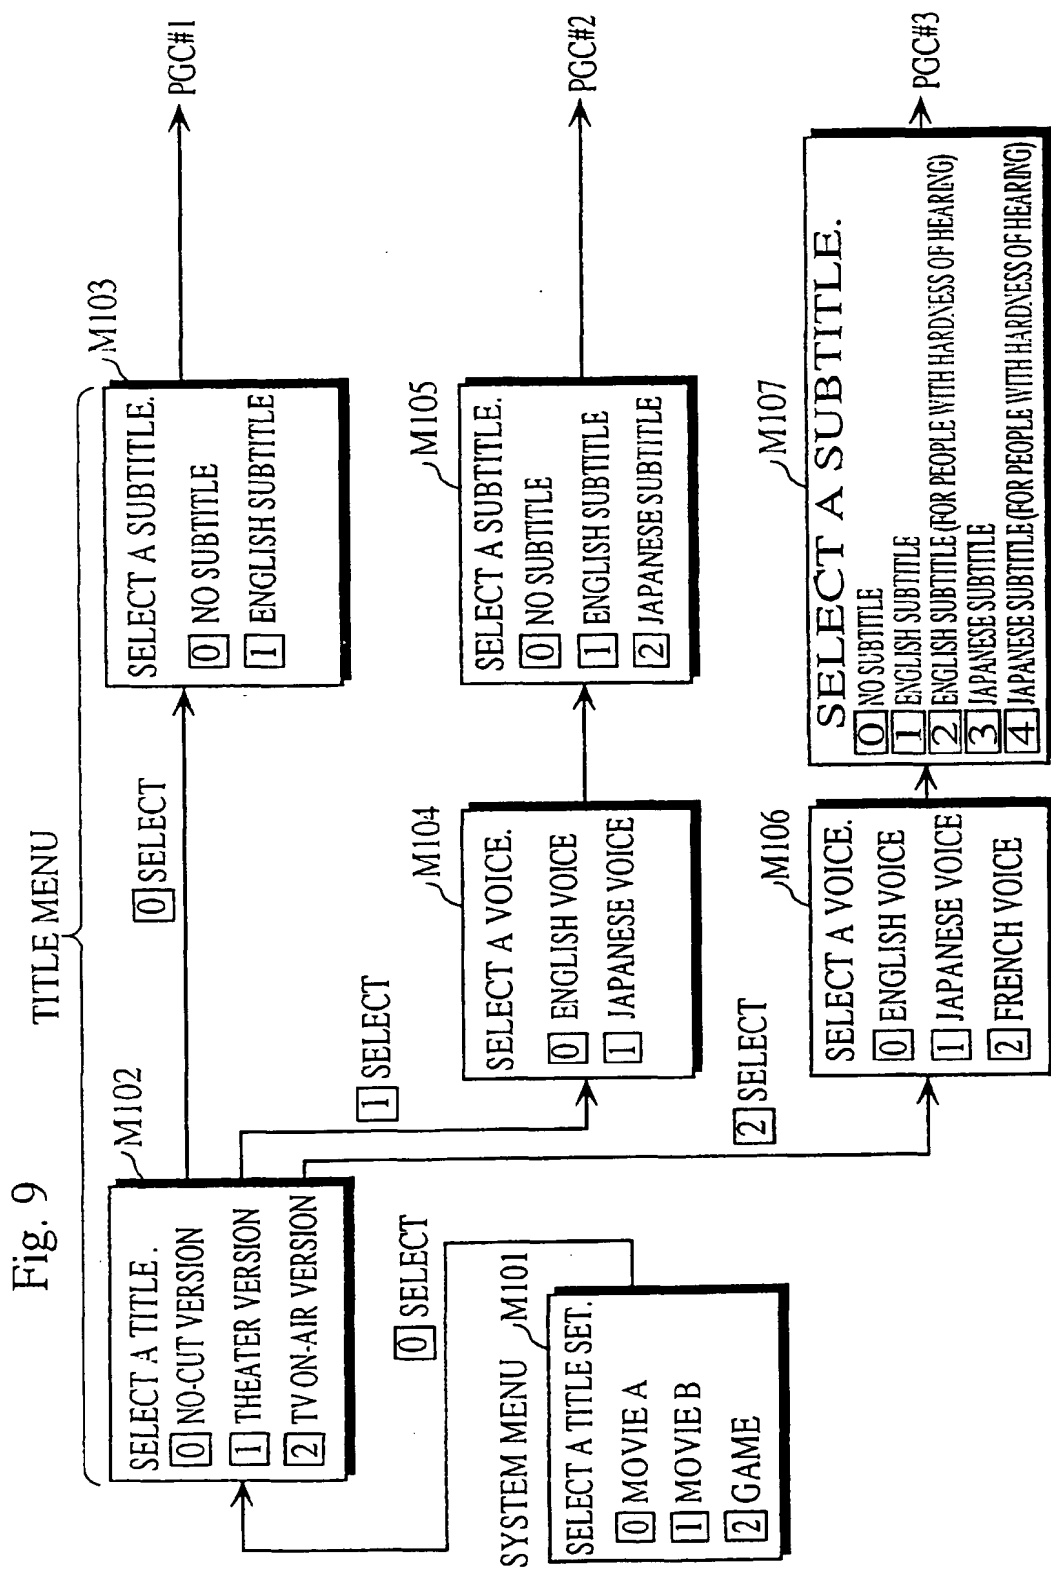 Fig. 9
TITLE MENU
M102
SELECT A TITLE.
0 NO-CUT VERSION
1 THEATER VERSION
2 TV ON-AIR VERSION
0 SELECT
M103
SELECT A SUBTITLE.
0 NO SUBTITLE
1 ENGLISH SUBTITLE
PGC#1
1 SELECT
M104
SELECT A VOICE.
0 ENGLISH VOICE
1 JAPANESE VOICE
M105
SELECT A SUBTITLE.
0 NO SUBTITLE
1 ENGLISH SUBTITLE
2 JAPANESE SUBTITLE
PGC#2
0 SELECT
SYSTEM MENU
M101
SELECT A TITLE SET.
0 MOVIE A
1 MOVIE B
2 GAME
2 SELECT
M106
SELECT A VOICE.
0 ENGLISH VOICE
1 JAPANESE VOICE
2 FRENCH VOICE
M107
SELECT A SUBTITLE.
0 NO SUBTITLE
1 ENGLISH SUBTITLE
2 ENGLISH SUBTITLE (FOR PEOPLE WITH HARDNESS OF HEARING)
3 JAPANESE SUBTITLE
4 JAPANESE SUBTITLE (FOR PEOPLE WITH HARDNESS OF HEARING)
PGC#3